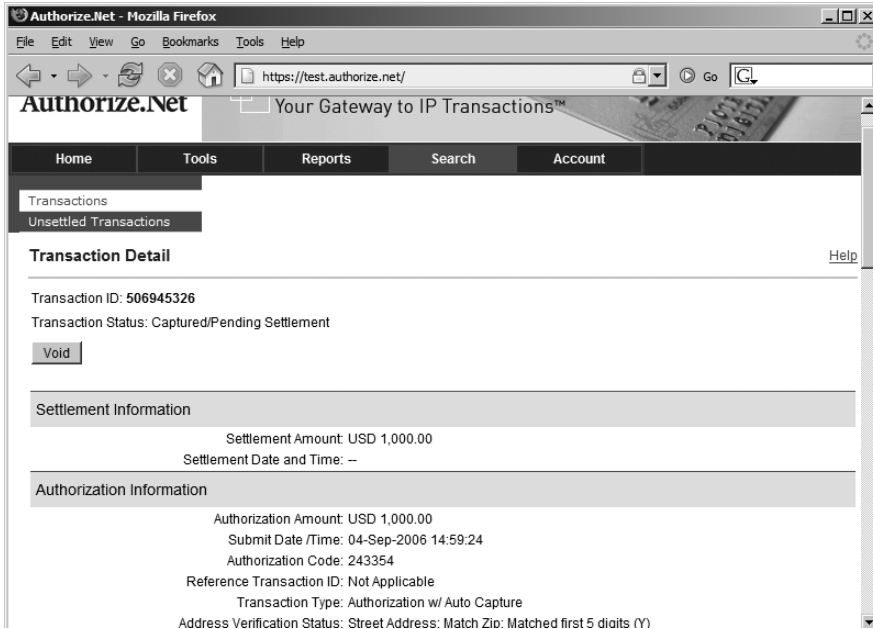 Authorize.Net - Mozilla Firefox
File Edit View Go Bookmarks Tools Help
https://test.authorize.net/ Go G
Authorize.Net Your Gateway to IP Transactions™
Home Tools Reports Search Account
Transactions
Unsettled Transactions
Transaction Detail Help
Transaction ID: 506945326
Transaction Status: Captured/Pending Settlement
Void
Settlement Information
Settlement Amount: USD 1,000.00
Settlement Date and Time: --
Authorization Information
Authorization Amount: USD 1,000.00
Submit Date /Time: 04-Sep-2006 14:59:24
Authorization Code: 243354
Reference Transaction ID: Not Applicable
Transaction Type: Authorization w/ Auto Capture
Address Verification Status: Street Address: Match Zip: Matched first 5 digits (Y)